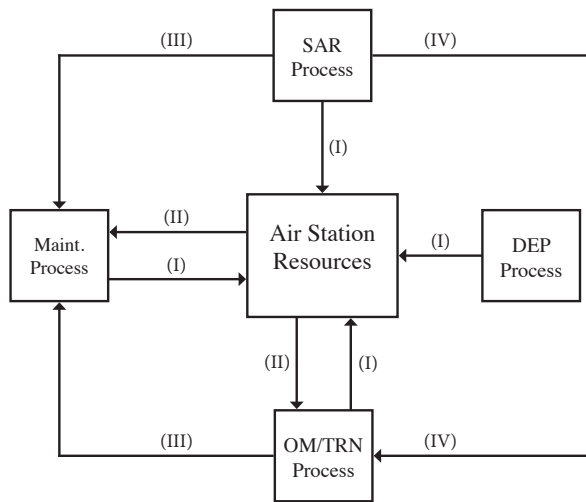 (III)
SAR
Process
(IV)
(I)
Maint.
Process
(II)
(I)
Air Station
Resources
(I)
DEP
Process
(II)
(I)
(III)
OM/TRN
Process
(IV)